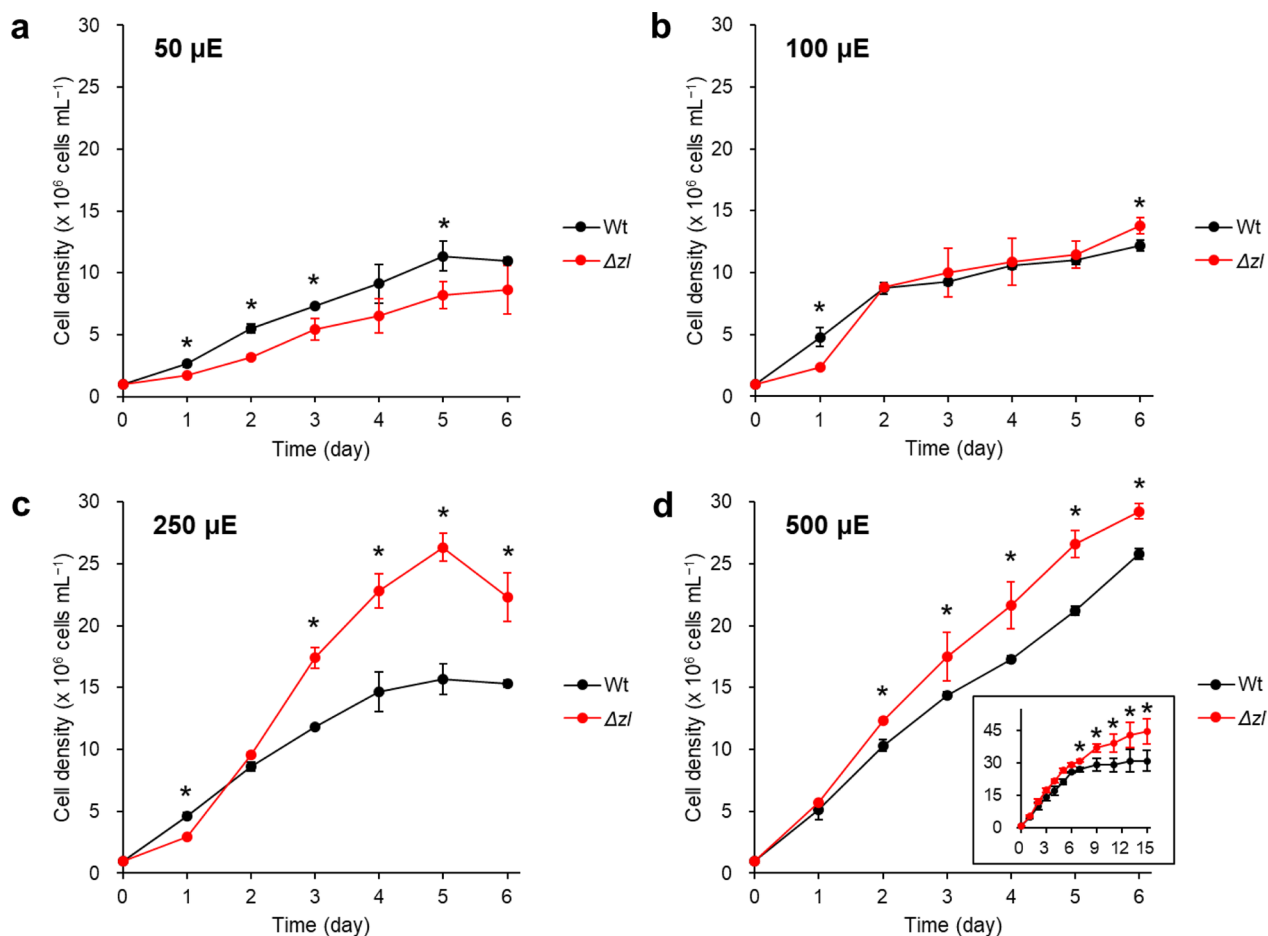 a
50 µE
Cell density (x 10⁶ cells mL⁻¹)
30
25
20
15
10
5
0
* * * *
0 1 2 3 4 5 6
Time (day)
Wt
Δzl
b
100 µE
Cell density (x 10⁶ cells mL⁻¹)
30
25
20
15
10
5
0
* *
0 1 2 3 4 5 6
Time (day)
Wt
Δzl
c
250 µE
Cell density (x 10⁶ cells mL⁻¹)
30
25
20
15
10
5
0
* * * * *
0 1 2 3 4 5 6
Time (day)
Wt
Δzl
d
500 µE
Cell density (x 10⁶ cells mL⁻¹)
30
25
20
15
10
5
0
* * * * *
0 1 2 3 4 5 6
Time (day)
Wt
Δzl
45
30
15
0
* * * * *
0 3 6 9 12 15